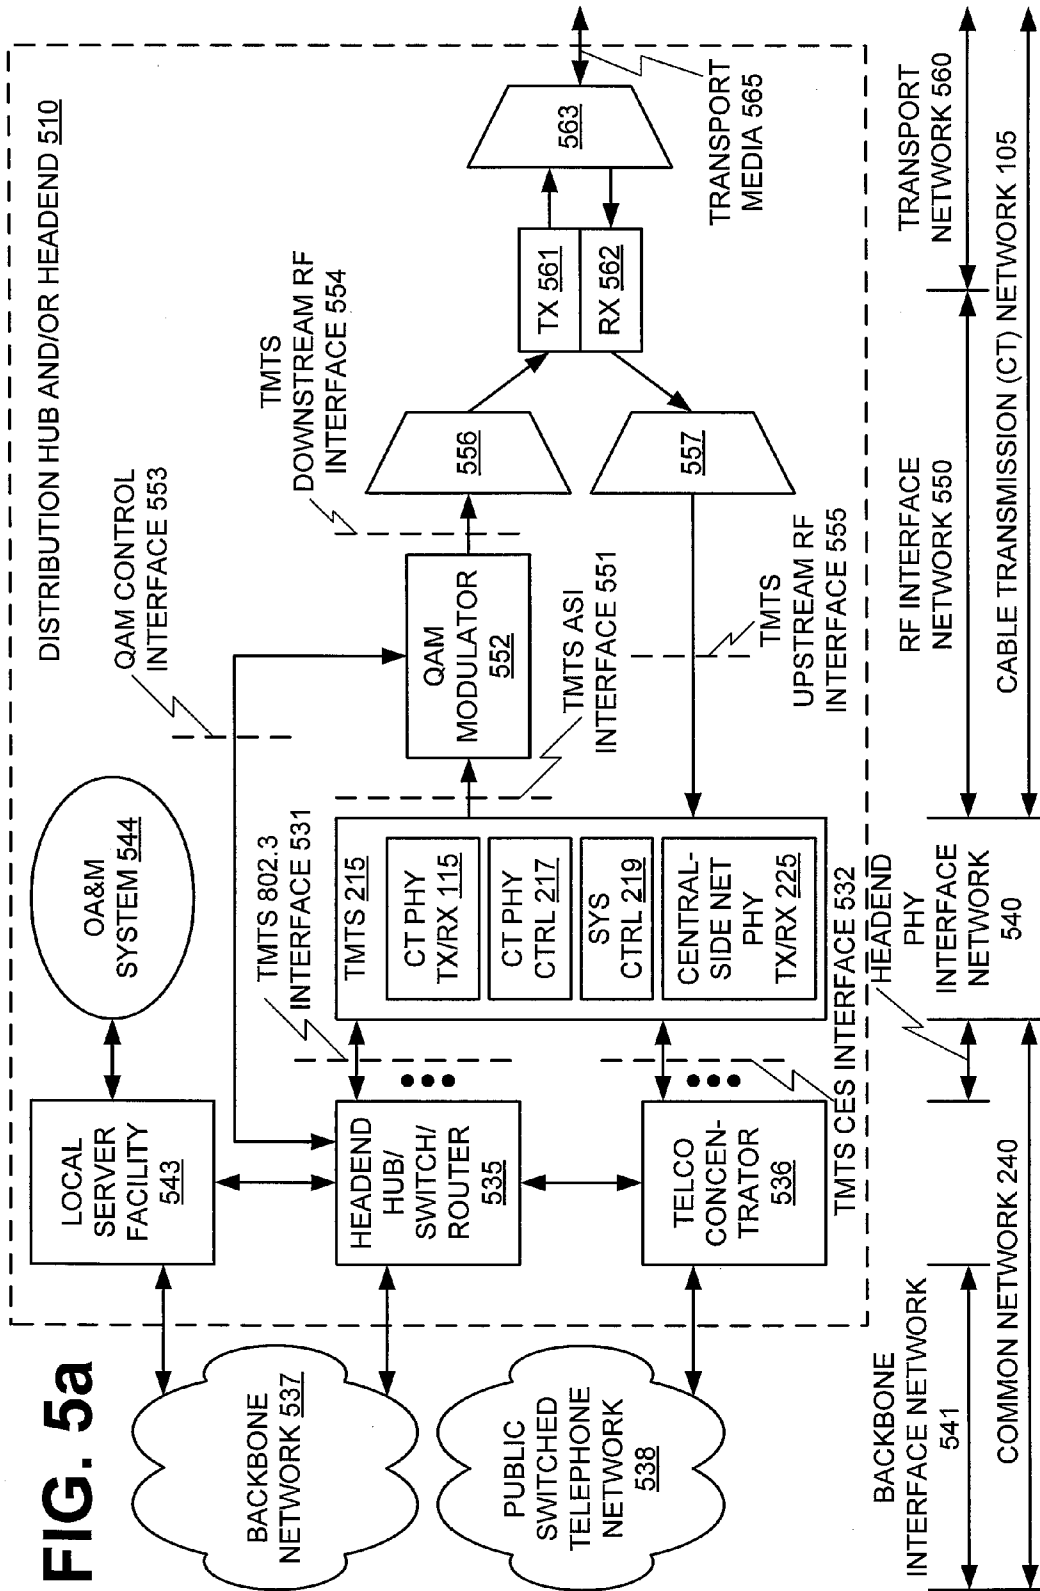 FIG. 5a
DISTRIBUTION HUB AND/OR HEADEND 510
BACKBONE
NETWORK 537
PUBLIC
SWITCHED
TELEPHONE
NETWORK
538
LOCAL
SERVER
FACILITY
543
OA&M
SYSTEM 544
HEADEND
HUB/
SWITCH/
ROUTER
535
TELCO
CONCEN-
TRATOR
536
TMTS 802.3
INTERFACE 531
TMTS CES INTERFACE 532
TMTS 215
CT PHY
TX/RX 115
CT PHY
CTRL 217
SYS
CTRL 219
CENTRAL-
SIDE NET
PHY
TX/RX 225
QAM CONTROL
INTERFACE 553
QAM
MODULATOR
552
TMTS ASI
INTERFACE 551
TMTS
DOWNSTREAM RF
INTERFACE 554
TMTS
UPSTREAM RF
INTERFACE 555
556
557
TX 561
RX 562
563
TRANSPORT
MEDIA 565
BACKBONE
INTERFACE NETWORK
541
HEADEND
PHY
INTERFACE
NETWORK
540
RF INTERFACE
NETWORK 550
TRANSPORT
NETWORK 560
COMMON NETWORK 240
CABLE TRANSMISSION (CT) NETWORK 105